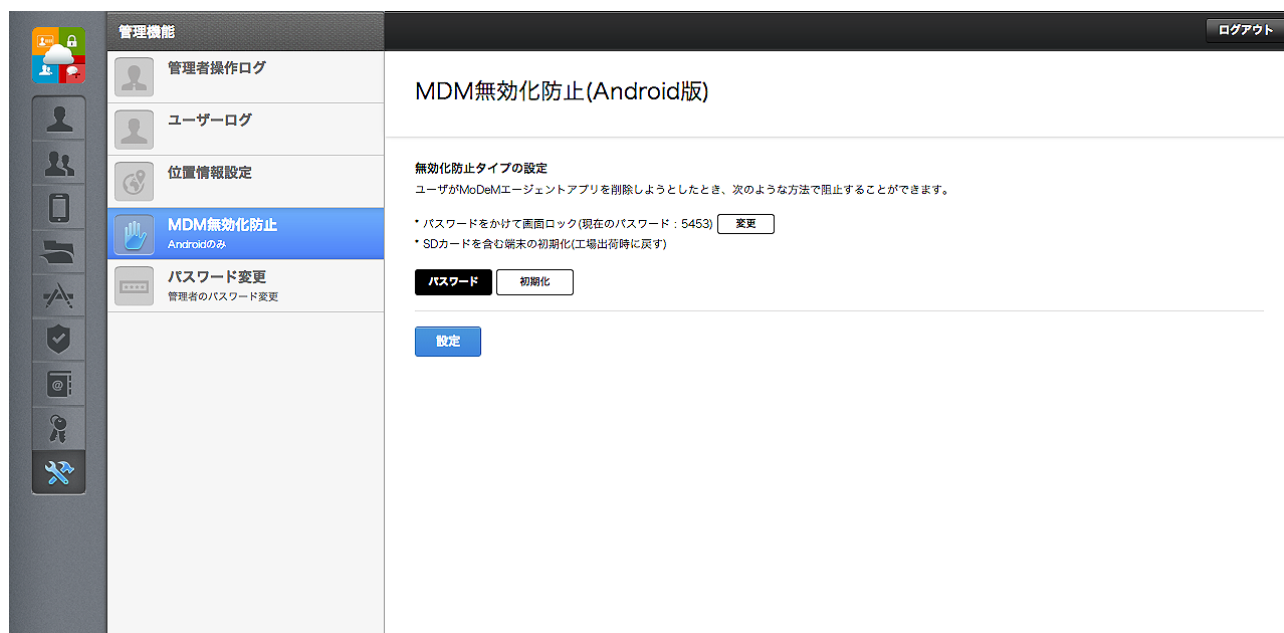 管理機能
ログアウト
管理者操作ログ
ユーザーログ
位置情報設定
MDM無効化防止
Androidのみ
パスワード変更
管理者のパスワード変更
MDM無効化防止(Android版)
無効化防止タイプの設定
ユーザがMoDeMエージェントアプリを削除しようとしたとき、次のような方法で阻止することができます。
* パスワードをかけて画面ロック(現在のパスワード：5453) 変更
* SDカードを含む端末の初期化(工場出荷時に戻す)
パスワード 初期化
設定